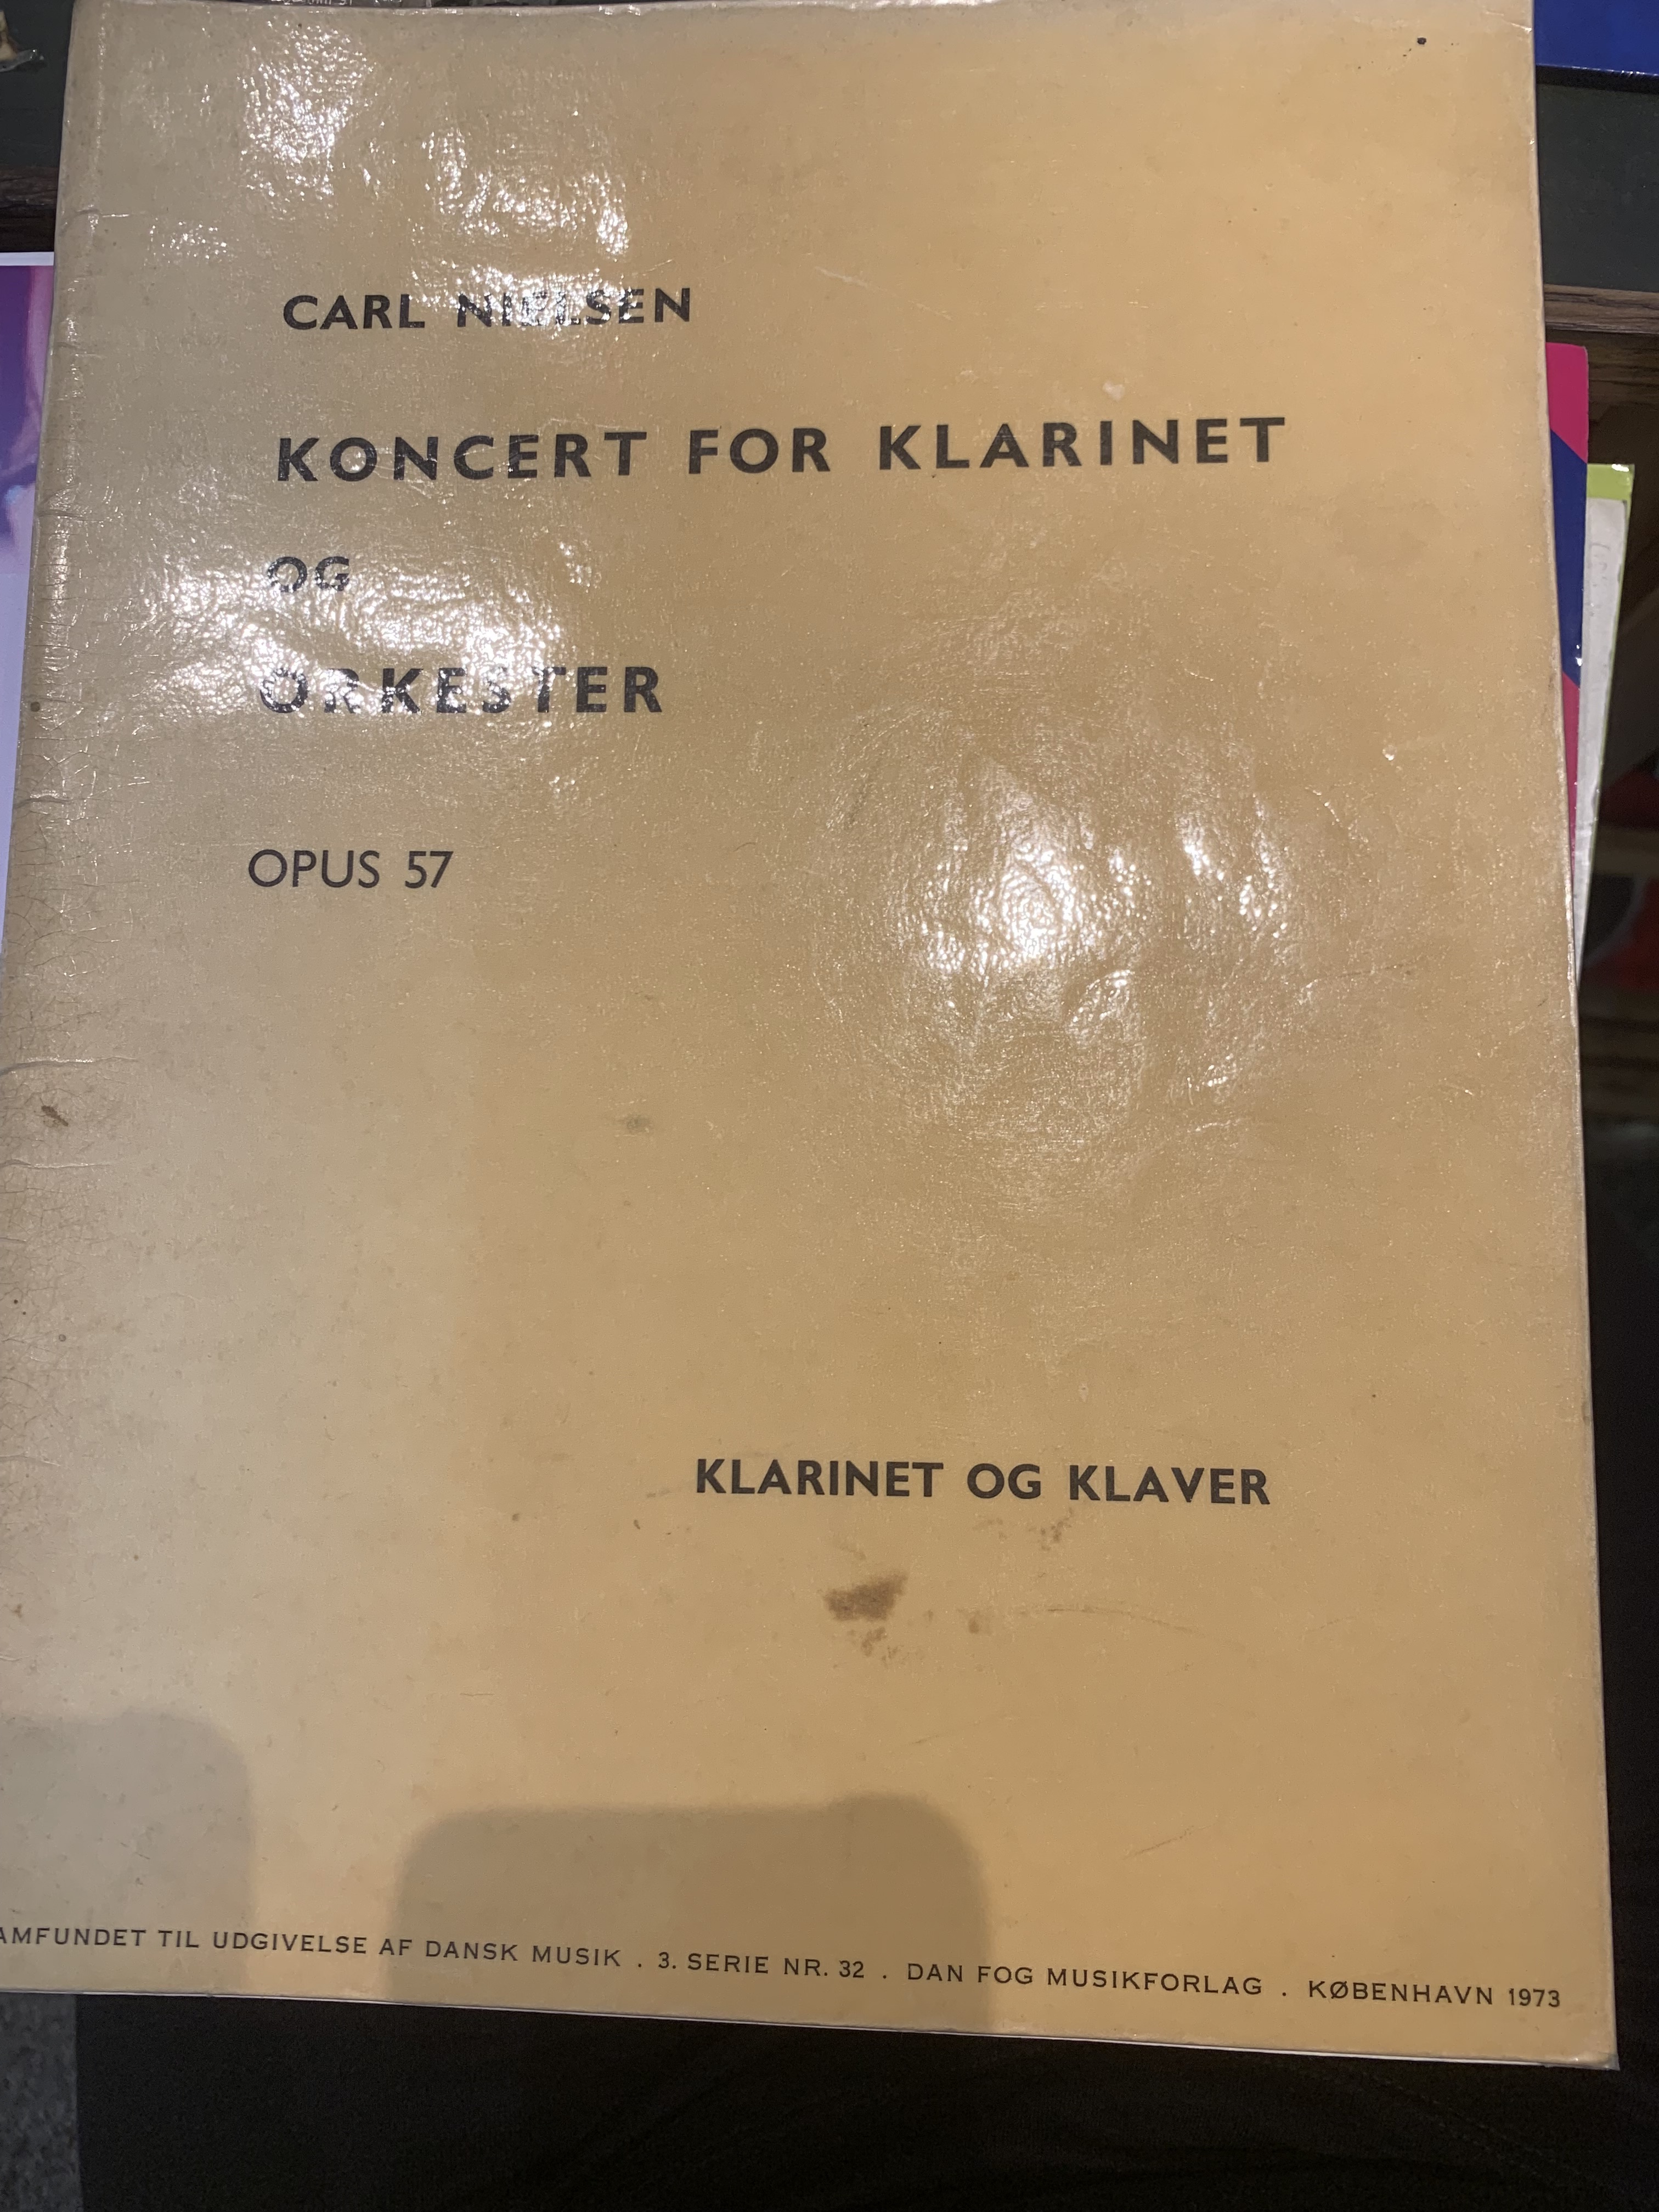 CARL NIELSEN
KONCERT FOR KLARINET
OG
ORKESTER
OPUS 57
KLARINET OG KLAVER
AMFUNDET TIL UDGIVELSE AF DANSK MUSIK . 3. SERIE NR. 32 . DAN FOG MUSIKFORLAG . KØBENHAVN 1973